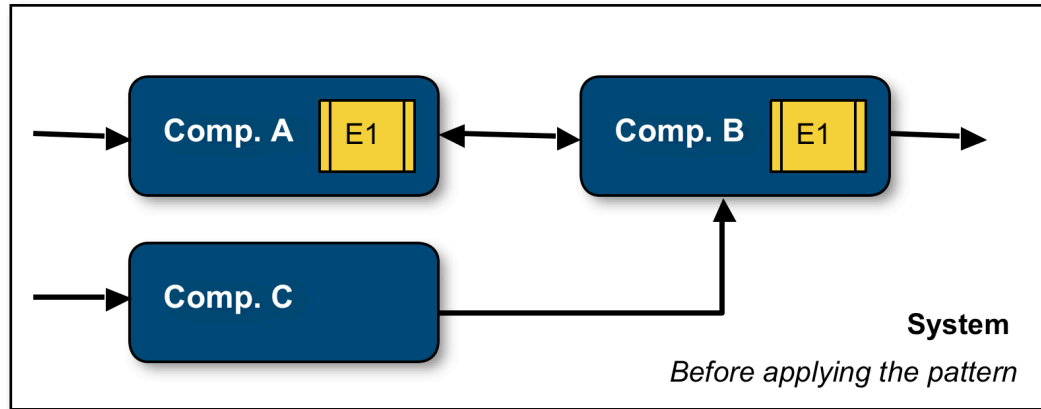 Comp. A
E1
Comp. B
E1
Comp. C
System
Before applying the pattern